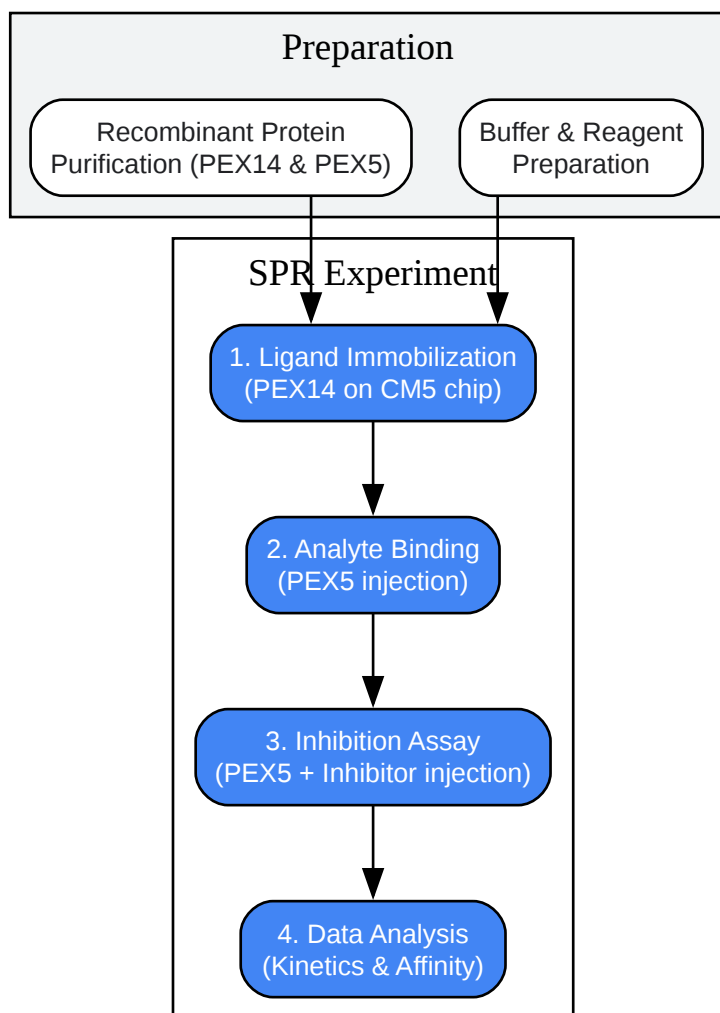 Preparation
Recombinant Protein
Purification (PEX14 & PEX5)
Buffer & Reagent
Preparation
SPR Experiment
1. Ligand Immobilization
(PEX14 on CM5 chip)
2. Analyte Binding
(PEX5 injection)
3. Inhibition Assay
(PEX5 + Inhibitor injection)
4. Data Analysis
(Kinetics & Affinity)